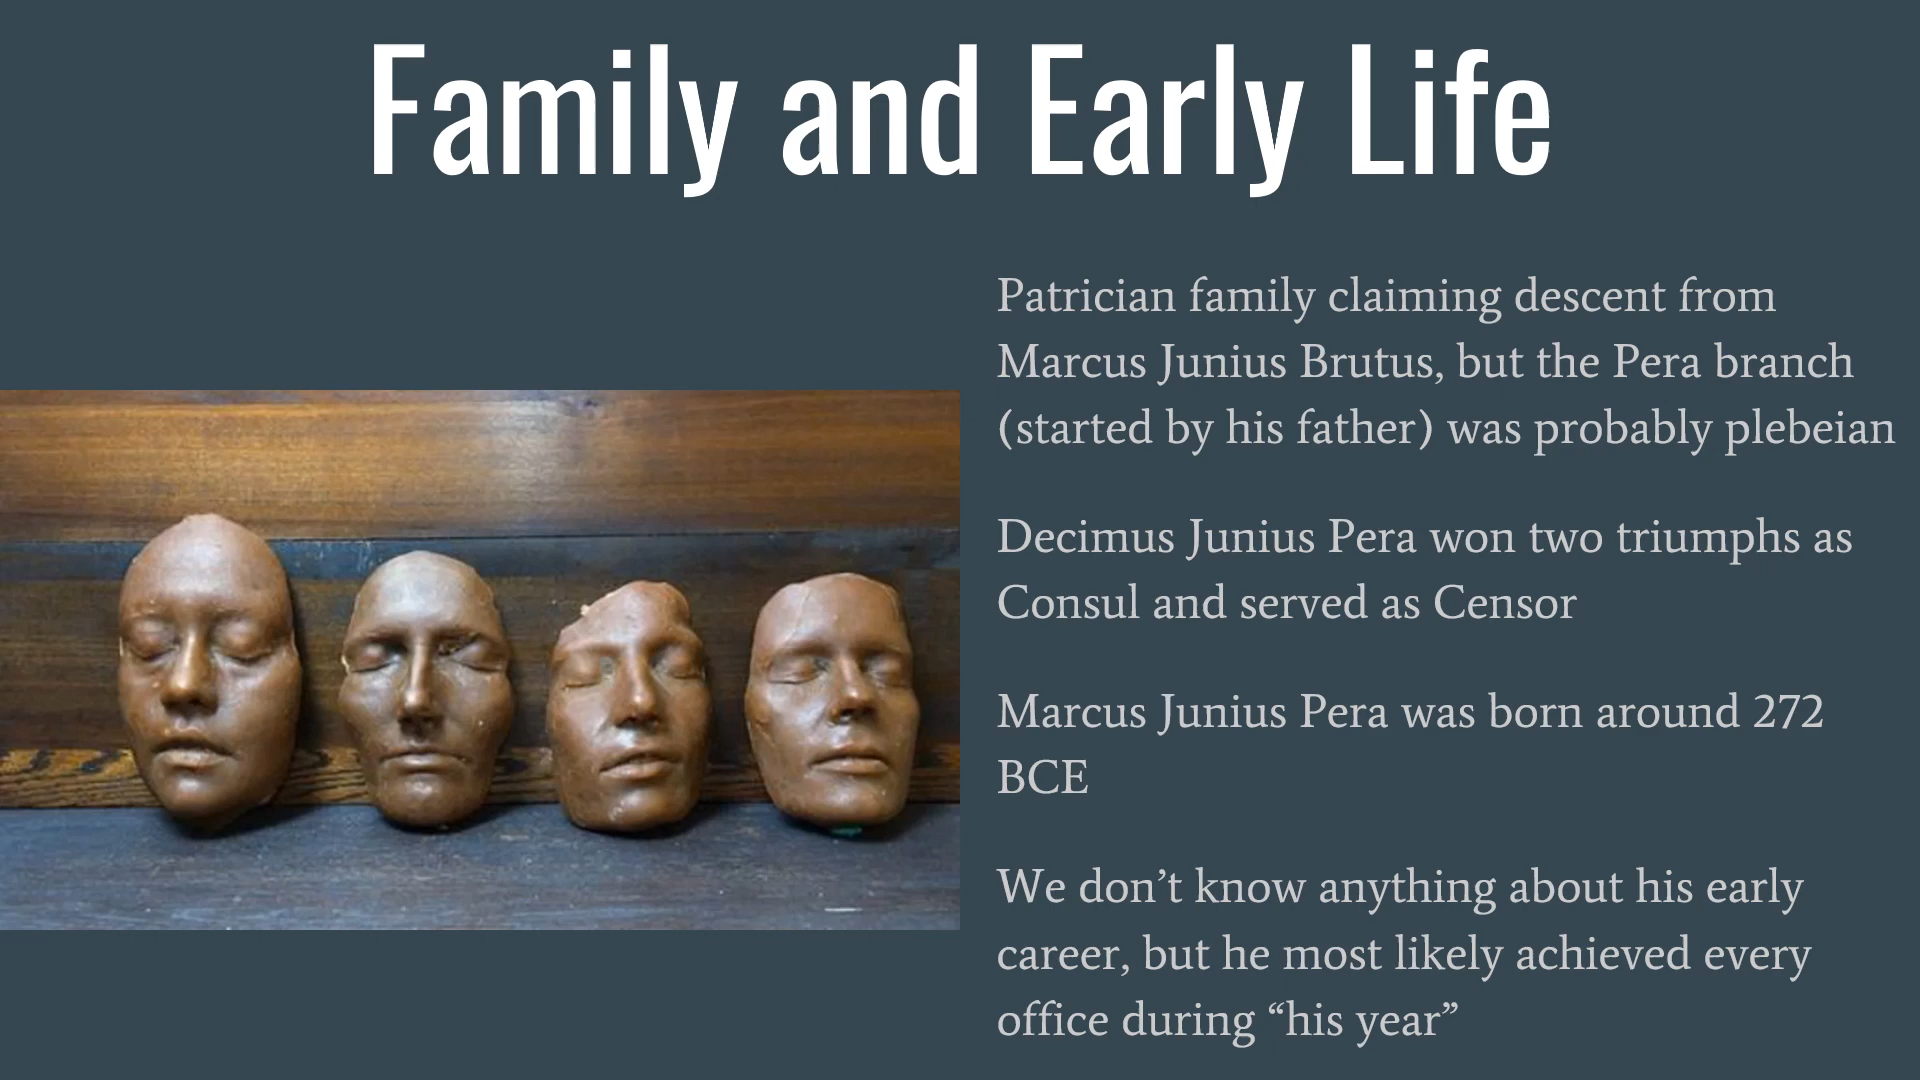 Family and Early Life
Patrician family claiming descent from
Marcus Junius Brutus, but the Pera branch
(started by his father) was probably plebeian
Decimus Junius Pera won two triumphs as
Consul and served as Censor
Marcus Junius Pera was born around 272
BCE
We don’t know anything about his early
career, but he most likely achieved every
office during “his year”